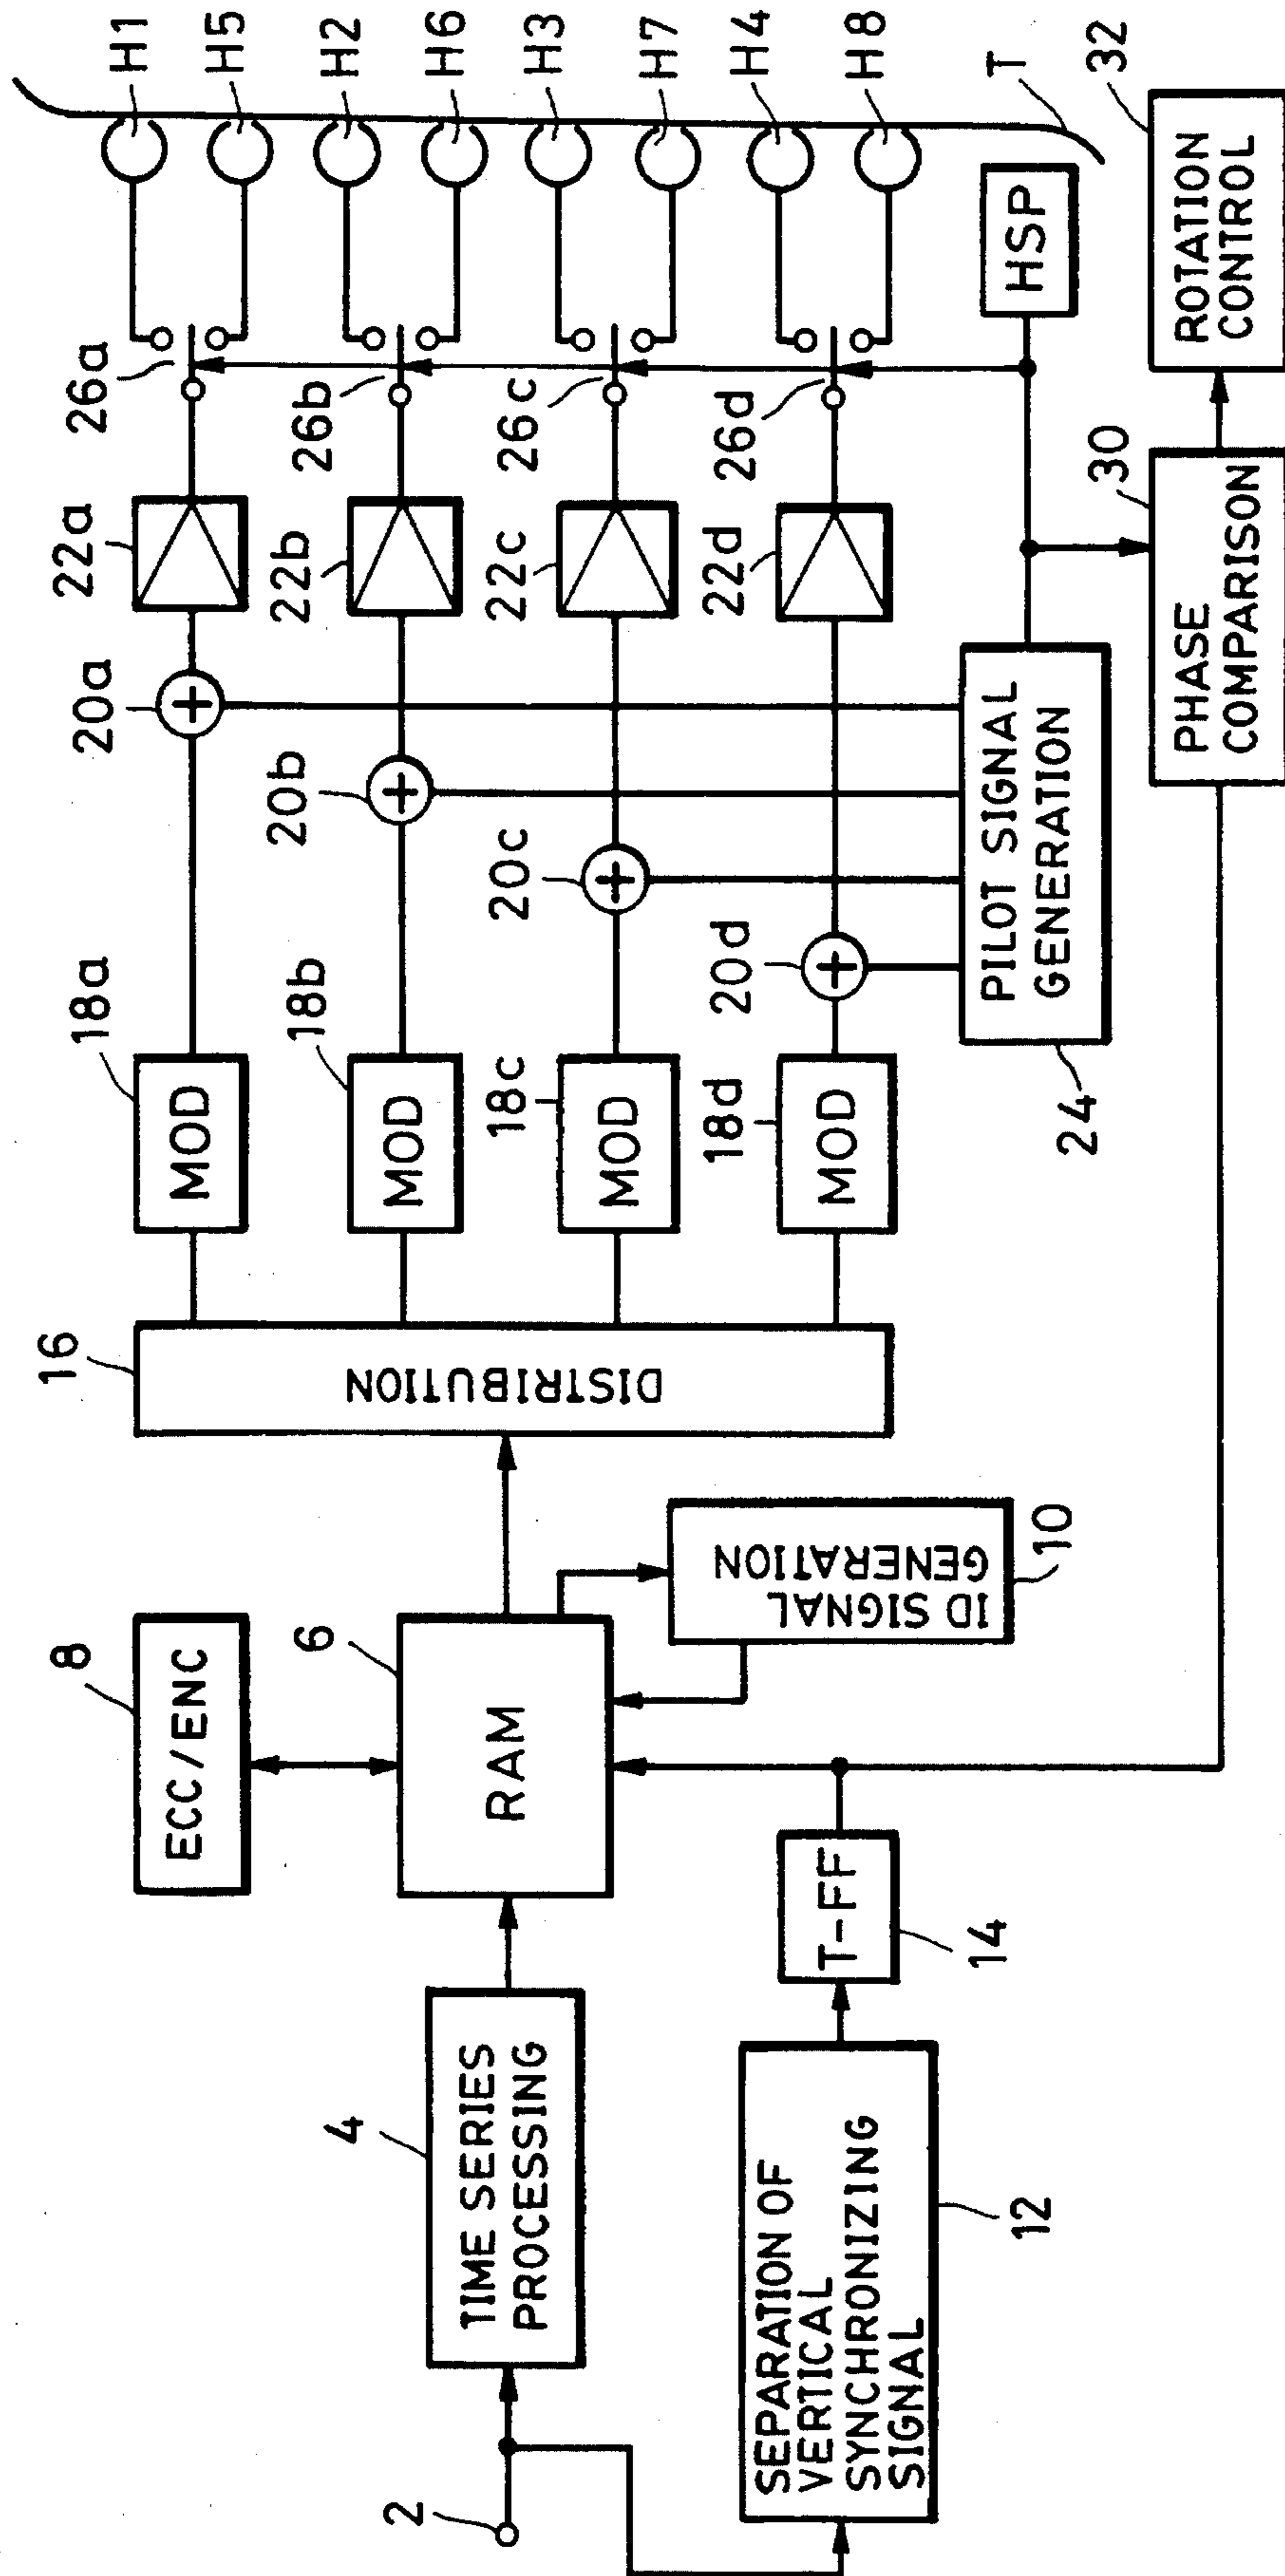 2
4
TIME SERIES
PROCESSING
SEPARATION OF
VERTICAL
SYNCHRONIZING
SIGNAL
12
8
ECC/ENC
6
RAM
T-FF
14
ID SIGNAL
GENERATION
10
16
DISTRIBUTION
18a
MOD
18b
MOD
18c
MOD
18d
MOD
20a
20b
20c
20d
PILOT SIGNAL
GENERATION
24
22a
22b
22c
22d
26a
26b
26c
26d
PHASE
COMPARISON
30
HSP
ROTATION
CONTROL
32
H1
H5
H2
H6
H3
H7
H4
H8
T